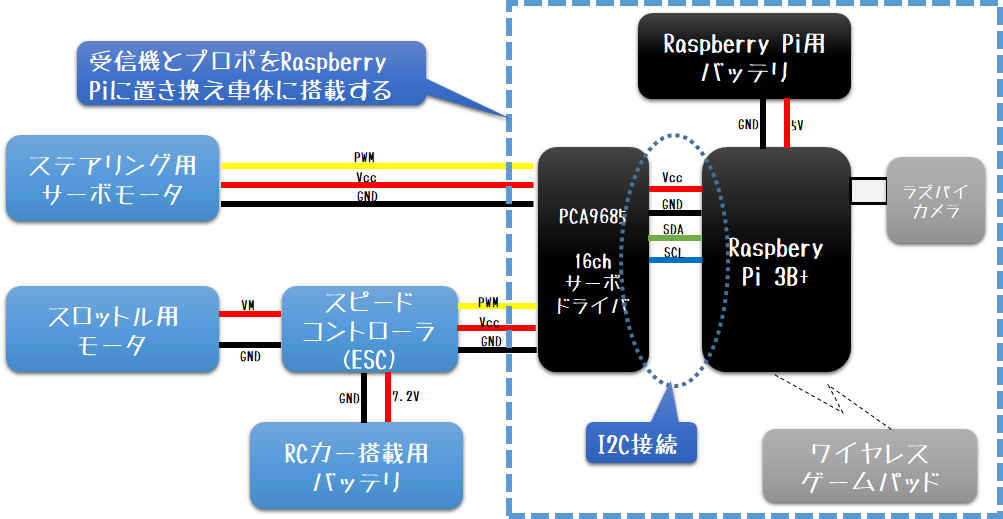 受信機とプロポをRaspberry
Piに置き換え車体に搭載する
Raspberry Pi用
バッテリ
GND
5V
ステアリング用
サーボモータ
PWM
Vcc
GND
PCA9685
16ch
サーボ
ドライバ
Vcc
GND
SDA
SCL
Raspbery
Pi 3B+
ラズパイ
カメラ
スロットル用
モータ
VM
GND
スピード
コントローラ
(ESC)
PWM
Vcc
GND
GND
7.2V
RCカー搭載用
バッテリ
I2C接続
ワイヤレス
ゲームパッド